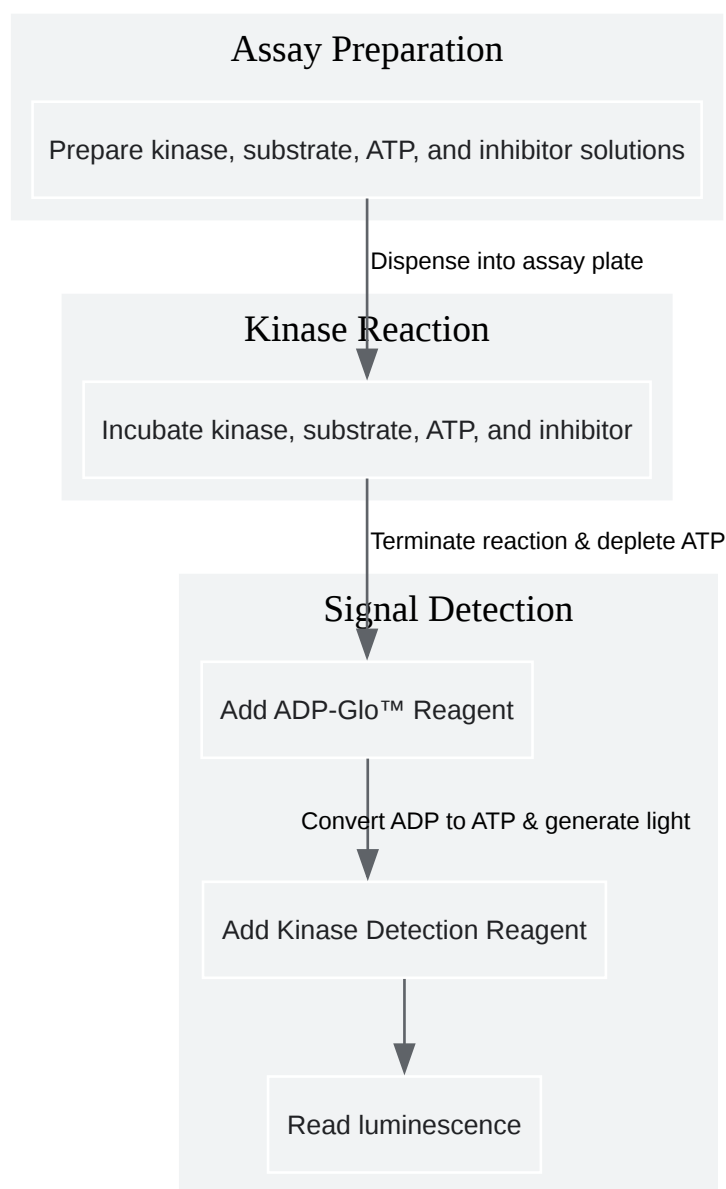 Assay Preparation
Prepare kinase, substrate, ATP, and inhibitor solutions
Dispense into assay plate
Kinase Reaction
Incubate kinase, substrate, ATP, and inhibitor
Terminate reaction & deplete ATP
Signal Detection
Add ADP-Glo™ Reagent
Convert ADP to ATP & generate light
Add Kinase Detection Reagent
Read luminescence